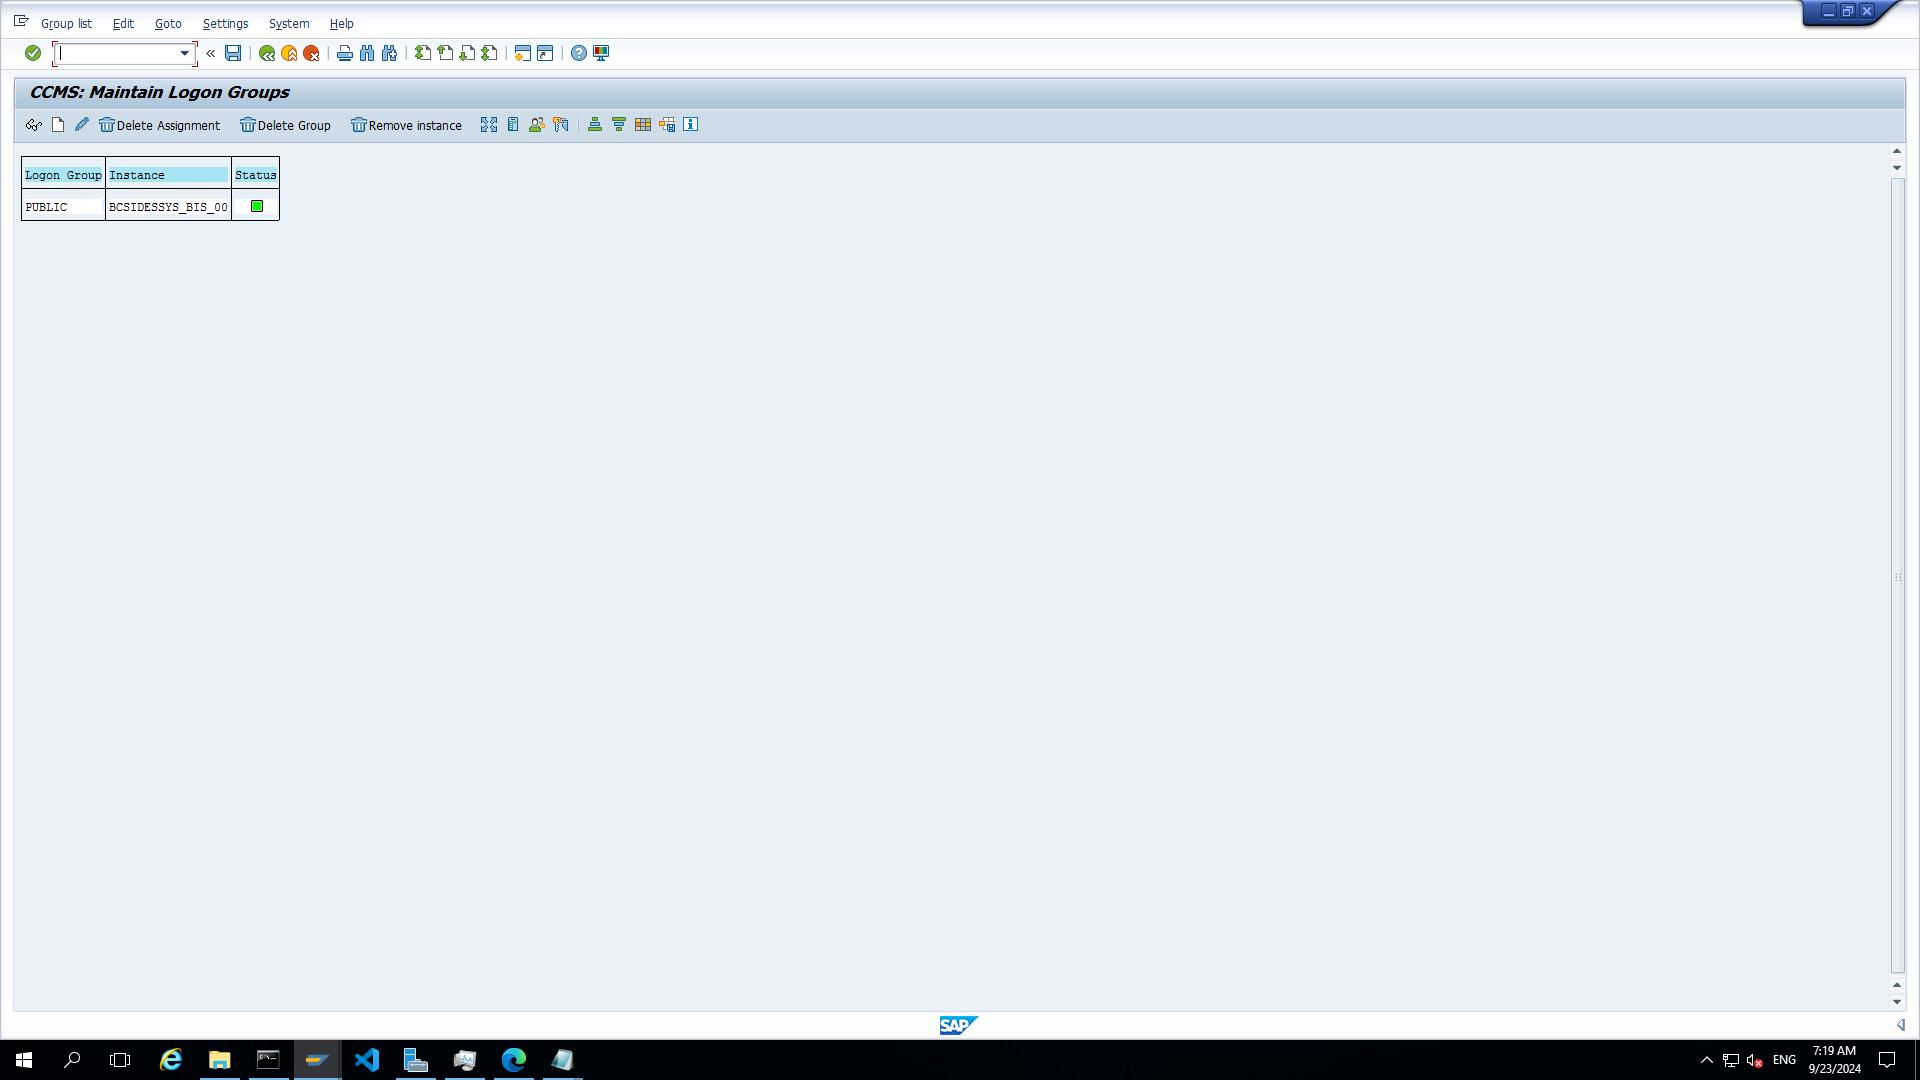 Group list Edit Goto Settings System Help
CCMS: Maintain Logon Groups
Delete Assignment Delete Group Remove instance
Logon Group Instance Status
PUBLIC BCSIDESSYS_BIS_00
SAP
ENG
7:19 AM
9/23/2024